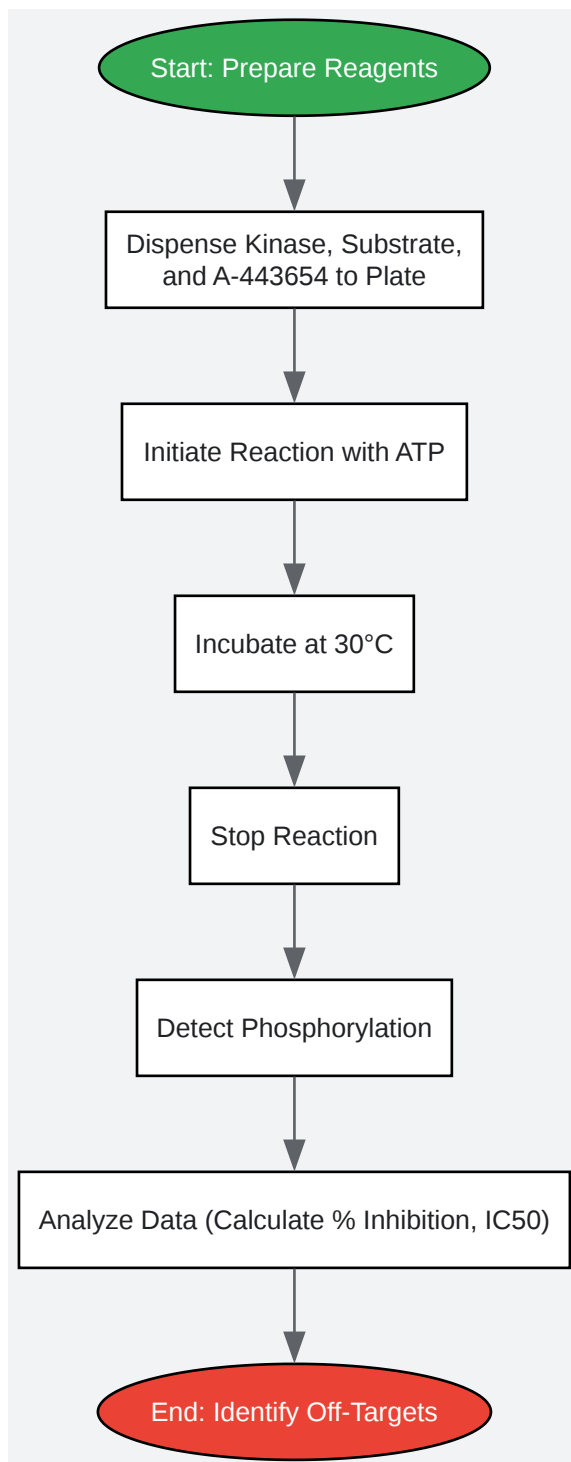 Start: Prepare Reagents
Dispense Kinase, Substrate,
and A-443654 to Plate
Initiate Reaction with ATP
Incubate at 30°C
Stop Reaction
Detect Phosphorylation
Analyze Data (Calculate % Inhibition, IC50)
End: Identify Off-Targets